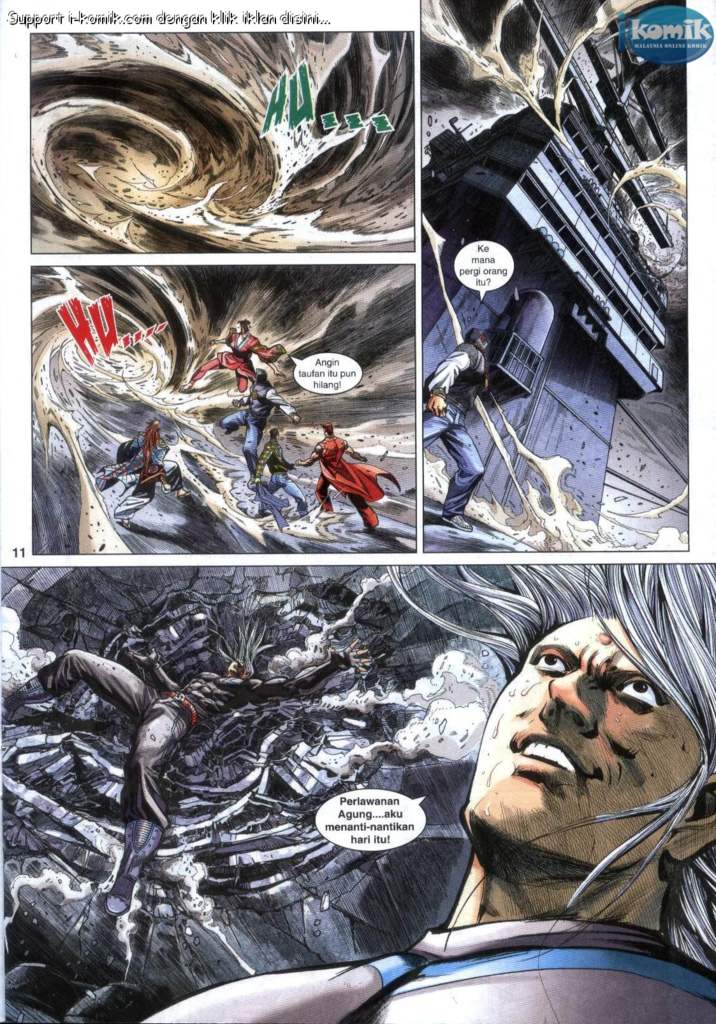 Support i-komik.com dengan klik iklan disini...
i-komik
MALAYSIA ONLINE KOMIK
HU...
Ke
mana
pergi orang
itu?
HU....
Angin
taufan itu pun
hilang!
11
Perlawanan
Agung....aku
menanti-nantikan
hari itu!